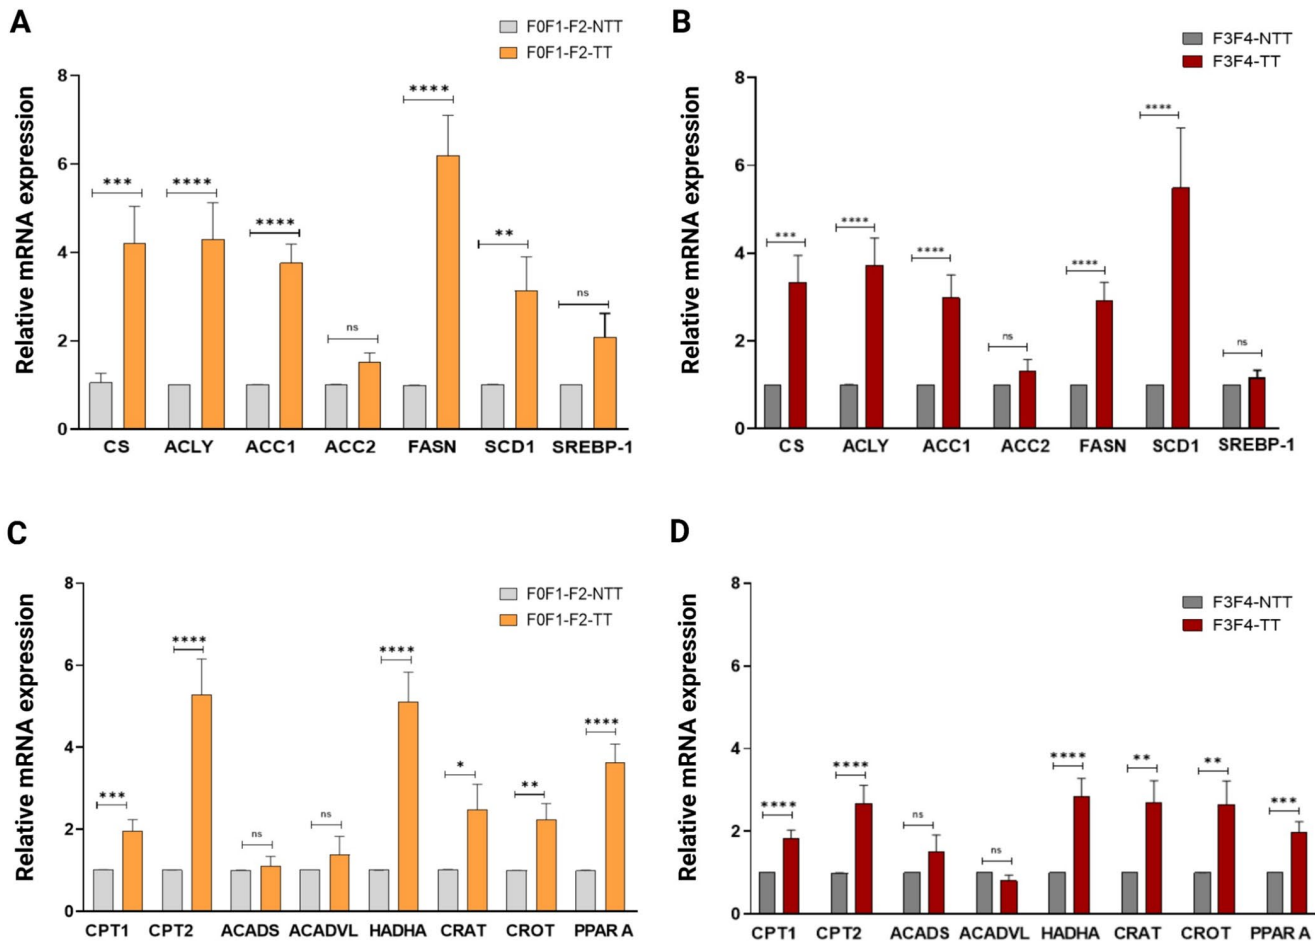 A
F0F1-F2-NTT
F0F1-F2-TT
Relative mRNA expression
8
6
4
2
0
*** **** **** ns **** ** ns
CS ACLY ACC1 ACC2 FASN SCD1 SREBP-1
B
F3F4-NTT
F3F4-TT
Relative mRNA expression
8
6
4
2
0
*** **** **** ns **** **** ns
CS ACLY ACC1 ACC2 FASN SCD1 SREBP-1
C
F0F1-F2-NTT
F0F1-F2-TT
Relative mRNA expression
8
6
4
2
0
*** **** ns ns **** * ** ****
CPT1 CPT2 ACADS ACADVL HADHA CRAT CROT PPAR A
D
F3F4-NTT
F3F4-TT
Relative mRNA expression
8
6
4
2
0
**** **** ns ns **** ** ** ***
CPT1 CPT2 ACADS ACADVL HADHA CRAT CROT PPAR A